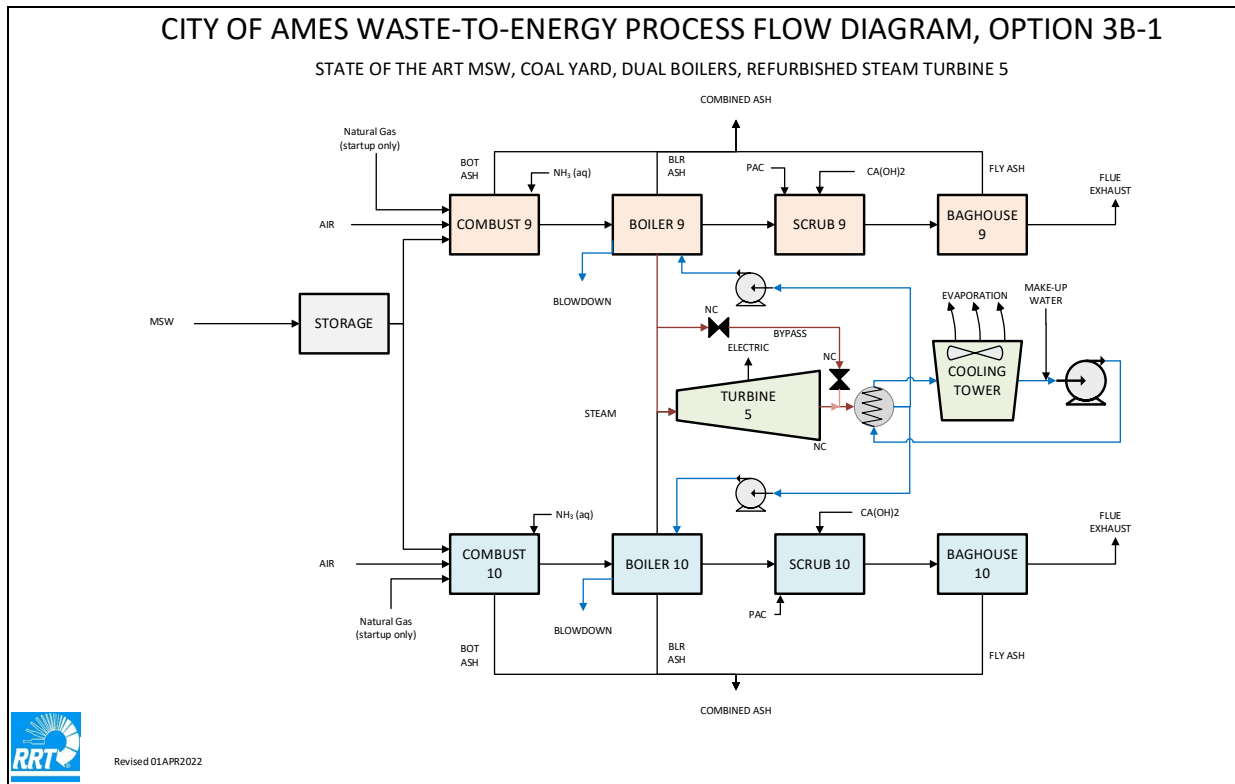 CITY OF AMES WASTE-TO-ENERGY PROCESS FLOW DIAGRAM, OPTION 3B-1
STATE OF THE ART MSW, COAL YARD, DUAL BOILERS, REFURBISHED STEAM TURBINE 5
COMBINED ASH
Natural Gas
(startup only)
BOT
ASH
NH₃ (aq)
BLR
ASH
PAC
CA(OH)2
FLY ASH
FLUE
EXHAUST
AIR
COMBUST 9
BOILER 9
SCRUB 9
BAGHOUSE
9
BLOWDOWN
EVAPORATION
MAKE-UP
WATER
MSW
STORAGE
NC
BYPASS
ELECTRIC
NC
COOLING
TOWER
TURBINE
5
STEAM
NC
NH₃ (aq)
CA(OH)2
FLUE
EXHAUST
AIR
COMBUST
10
BOILER 10
SCRUB 10
BAGHOUSE
10
Natural Gas
(startup only)
BLOWDOWN
PAC
BOT
ASH
BLR
ASH
FLY ASH
COMBINED ASH
RRT
Revised 01APR2022